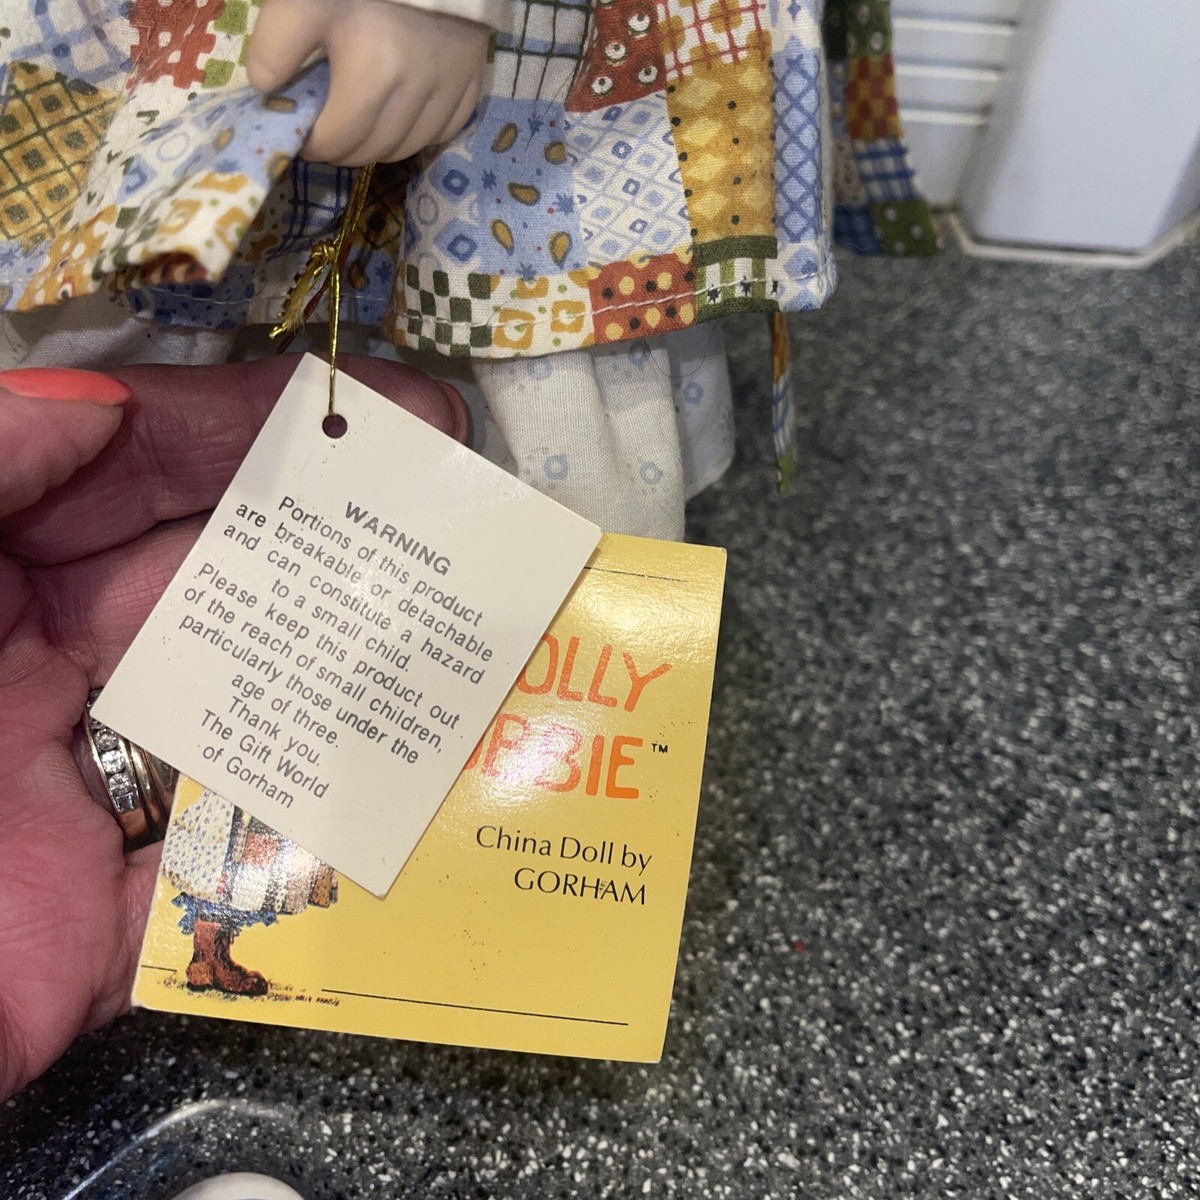 WARNING
Portions of this product
are breakable or detachable
and can constitute a hazard
to a small child.
Please keep this product out
of the reach of small children,
particularly those under the
age of three.
Thank you.
The Gift World
of Gorham
OLLY
BBIE™
China Doll by
GORHAM